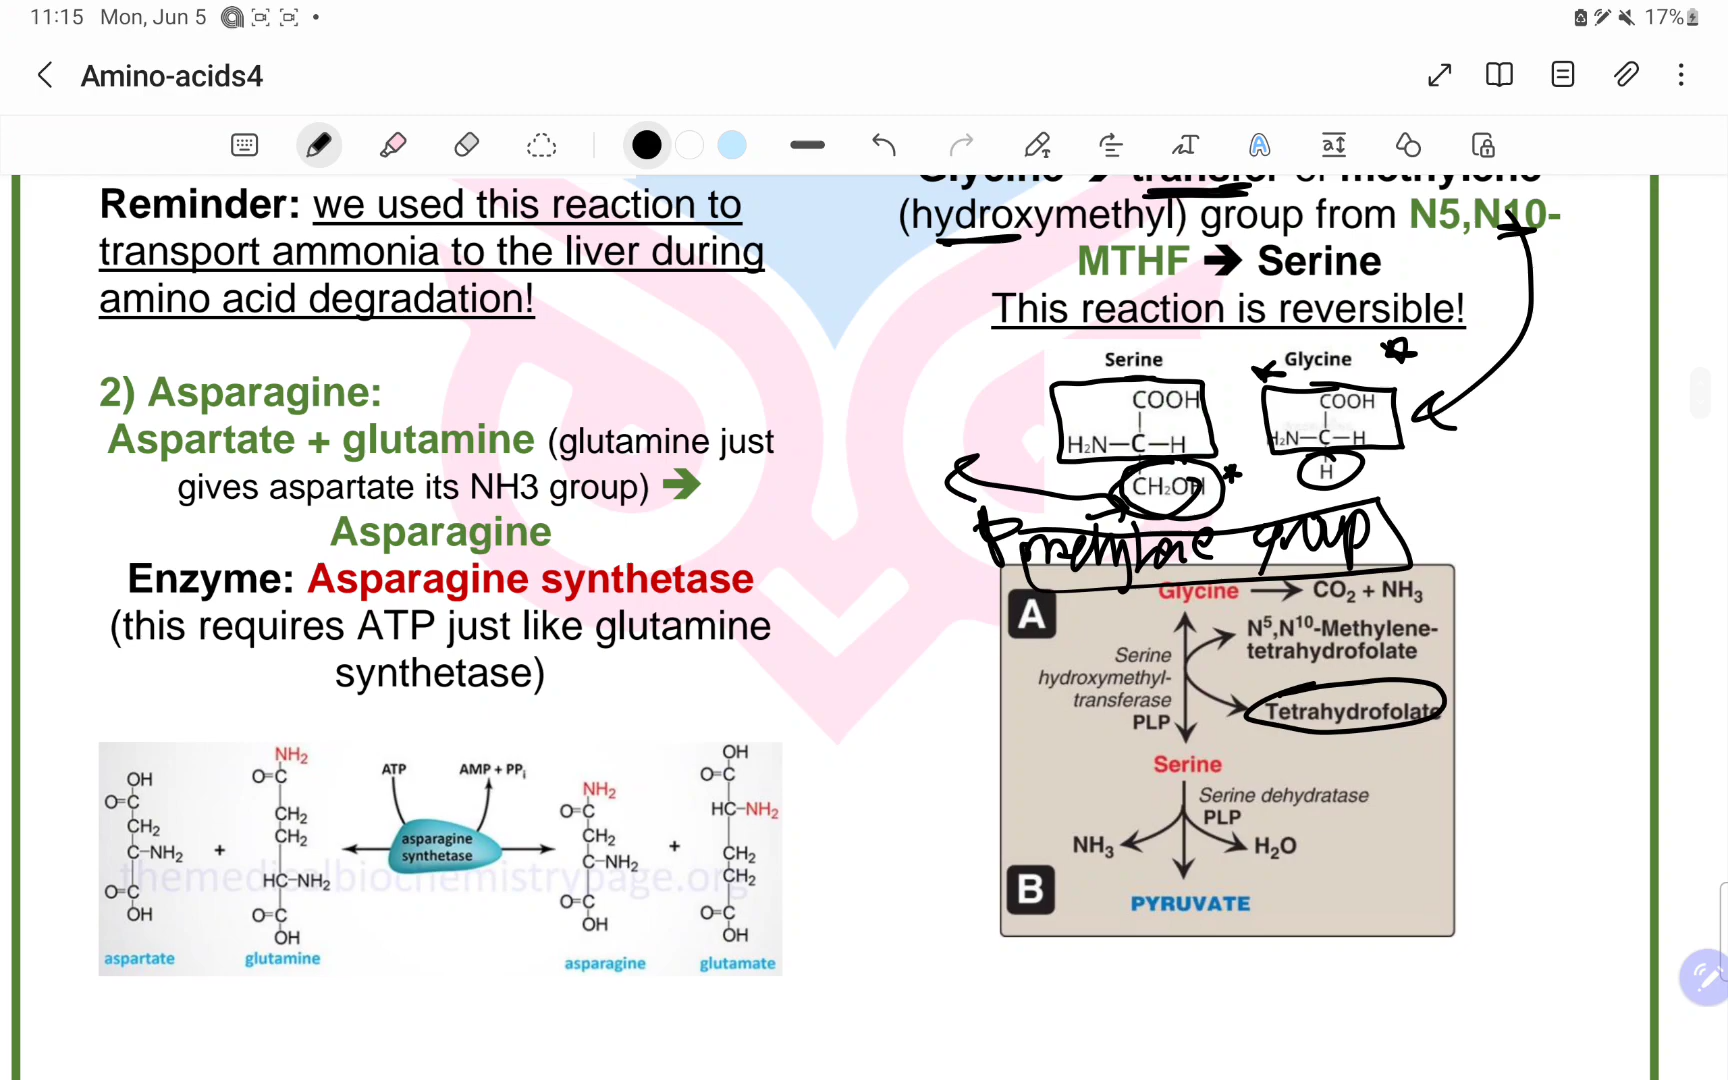 11:15 Mon, Jun 5
17%
Amino-acids4
Reminder: we used this reaction to
transport ammonia to the liver during
amino acid degradation!
2) Asparagine:
Aspartate + glutamine (glutamine just
gives aspartate its NH3 group) ➔
Asparagine
Enzyme: Asparagine synthetase
(this requires ATP just like glutamine
synthetase)
OH
O=C
CH₂
C-NH₂
O=C
OH
aspartate
+
NH₂
O=C
CH₂
CH₂
HC-NH₂
O=C
OH
glutamine
ATP
AMP + PPᵢ
asparagine
synthetase
NH₂
O=C
CH₂
C-NH₂
O=C
OH
asparagine
+
OH
O=C
HC-NH₂
CH₂
CH₂
O=C
OH
glutamate
themedicalbiochemistrypage.org
Glycine ➔ transfer of methylene
(hydroxymethyl) group from N5,N10-
MTHF ➔ Serine
This reaction is reversible!
Serine
COOH
H₂N-C-H
CH₂OH
Glycine
COOH
H₂N-C-H
H
methylene group
A
Glycine → CO₂ + NH₃
N⁵,N¹⁰-Methylene-
tetrahydrofolate
Serine
hydroxymethyl-
transferase
PLP
Tetrahydrofolate
Serine
Serine dehydratase
PLP
NH₃
H₂O
B
PYRUVATE